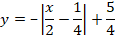 y = -|x/2 - 1/4| + 5/4